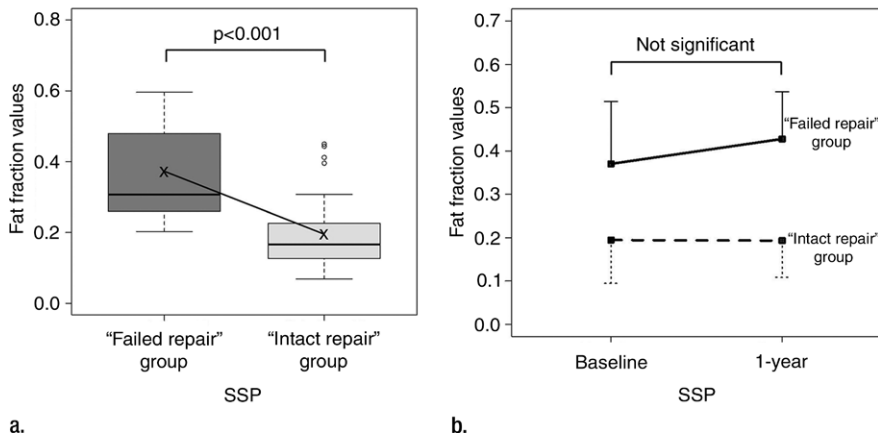 0.8
0.6
0.4
0.2
0.0
Fat fraction values
p<0.001
x
x
“Failed repair”
group
“Intact repair”
group
SSP
a.
0.7
0.6
0.5
0.4
0.3
0.2
0.1
0.0
Fat fraction values
Not significant
“Failed repair”
group
“Intact repair”
group
Baseline
1-year
SSP
b.